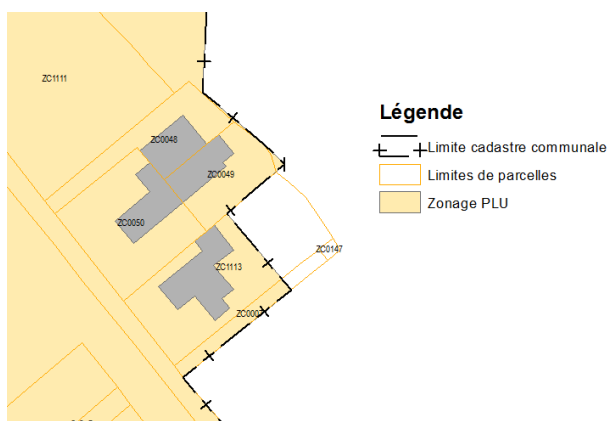 ZC1111
ZC0048
ZC0049
ZC0050
ZC0147
ZC1113
ZC0007
Légende
Limite cadastre communale
Limites de parcelles
Zonage PLU